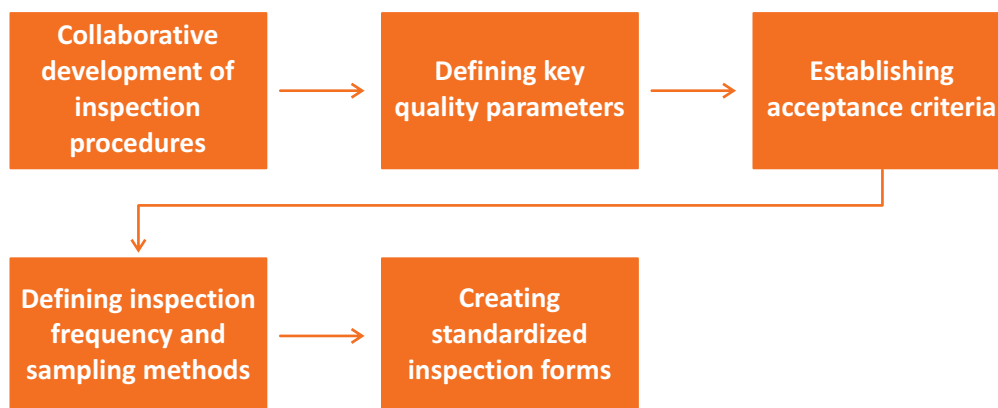 Collaborative
development of
inspection
procedures
Defining key
quality parameters
Establishing
acceptance criteria
Defining inspection
frequency and
sampling methods
Creating
standardized
inspection forms